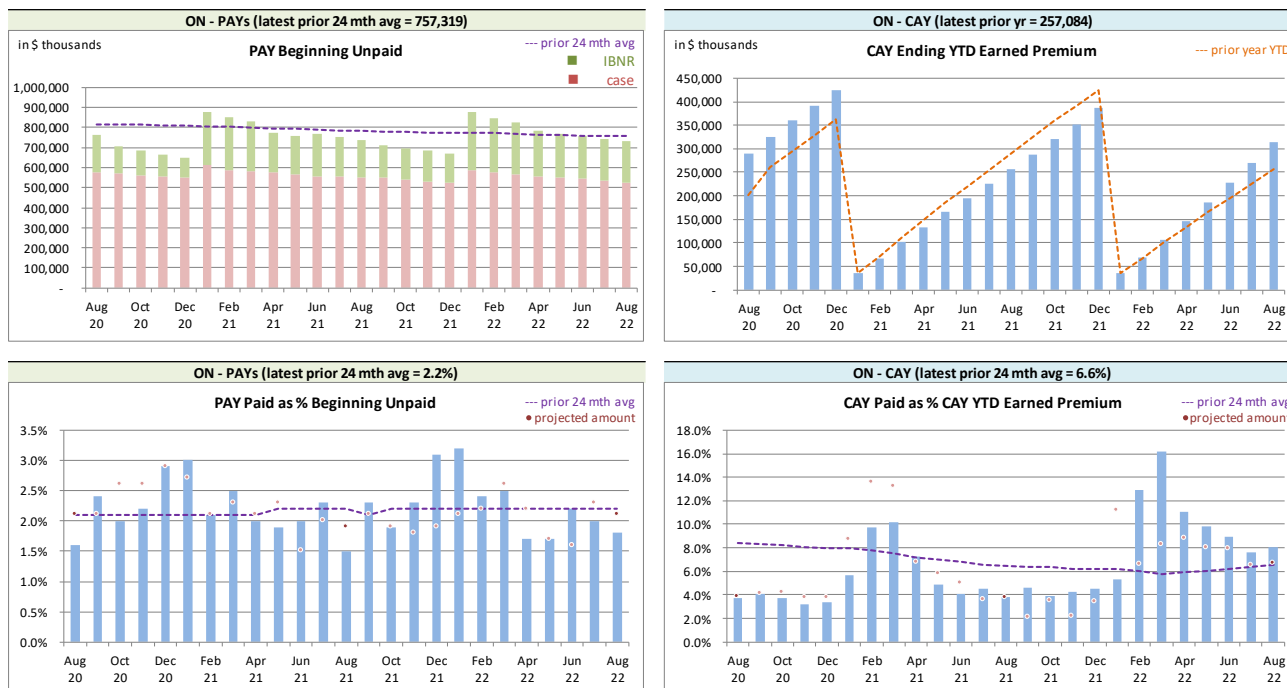 ON - PAYs (latest prior 24 mth avg = 757,319)
in $ thousands
PAY Beginning Unpaid
--- prior 24 mth avg
IBNR
case
1,000,000
900,000
800,000
700,000
600,000
500,000
400,000
300,000
200,000
100,000
-
Aug Oct Dec Feb Apr Jun Aug Oct Dec Feb Apr Jun Aug
20 20 20 21 21 21 21 21 21 22 22 22 22
ON - CAY (latest prior yr = 257,084)
in $ thousands
CAY Ending YTD Earned Premium
--- prior year YTD
450,000
400,000
350,000
300,000
250,000
200,000
150,000
100,000
50,000
-
Aug Oct Dec Feb Apr Jun Aug Oct Dec Feb Apr Jun Aug
20 20 20 21 21 21 21 21 21 22 22 22 22
ON - PAYs (latest prior 24 mth avg = 2.2%)
PAY Paid as % Beginning Unpaid
--- prior 24 mth avg
• projected amount
3.5%
3.0%
2.5%
2.0%
1.5%
1.0%
0.5%
0.0%
Aug Oct Dec Feb Apr Jun Aug Oct Dec Feb Apr Jun Aug
20 20 20 21 21 21 21 21 21 22 22 22 22
ON - CAY (latest prior 24 mth avg = 6.6%)
CAY Paid as % CAY YTD Earned Premium
--- prior 24 mth avg
• projected amount
18.0%
16.0%
14.0%
12.0%
10.0%
8.0%
6.0%
4.0%
2.0%
0.0%
Aug Oct Dec Feb Apr Jun Aug Oct Dec Feb Apr Jun Aug
20 20 20 21 21 21 21 21 21 22 22 22 22